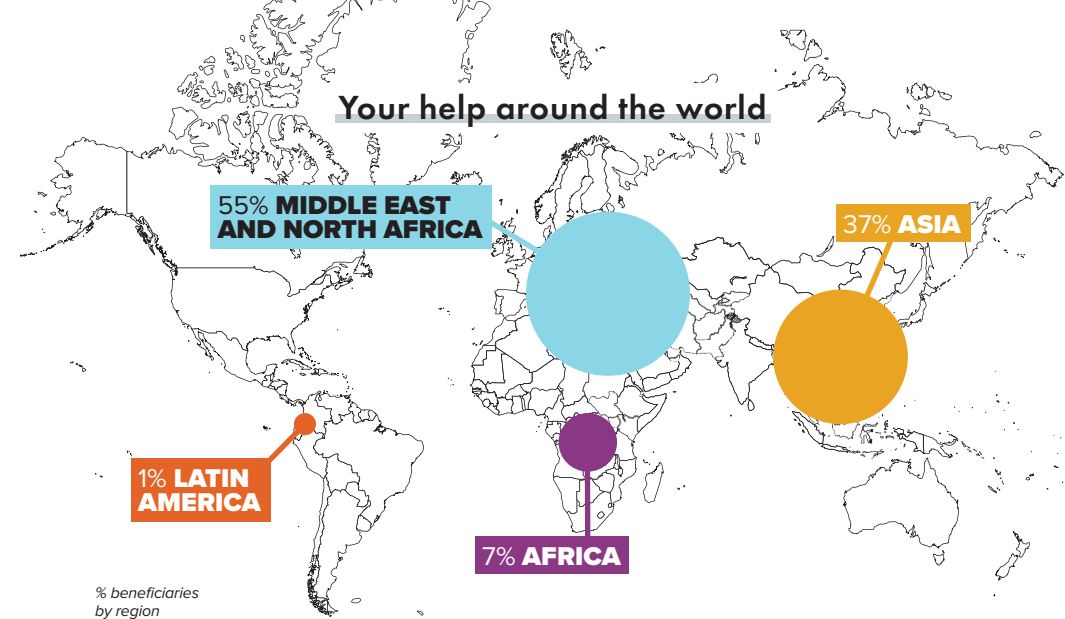 Your help around the world
55% MIDDLE EAST
AND NORTH AFRICA
37% ASIA
1% LATIN
AMERICA
7% AFRICA
% beneficiaries
by region